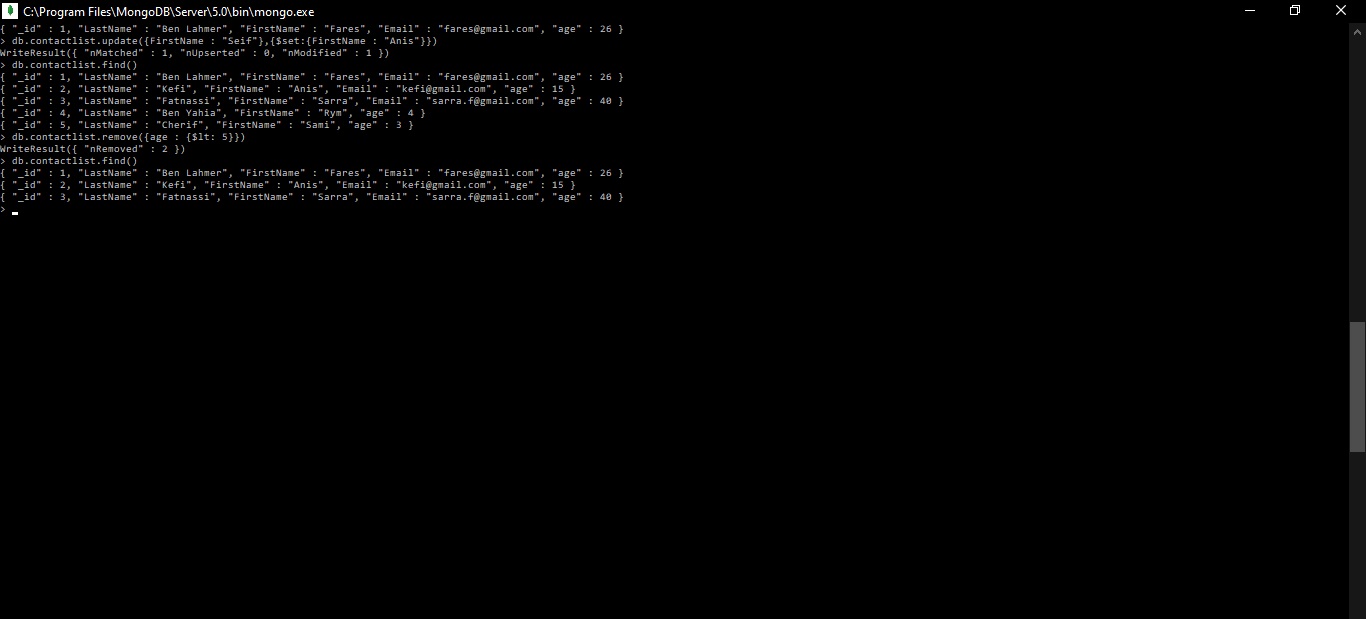 C:\Program Files\MongoDB\Server\5.0\bin\mongo.exe
{ "_id" : 1, "LastName" : "Ben Lahmer", "FirstName" : "Fares", "Email" : "fares@gmail.com", "age" : 26 }
> db.contactlist.update({FirstName : "Seif"},{$set:{FirstName : "Anis"}})
WriteResult({ "nMatched" : 1, "nUpserted" : 0, "nModified" : 1 })
> db.contactlist.find()
{ "_id" : 1, "LastName" : "Ben Lahmer", "FirstName" : "Fares", "Email" : "fares@gmail.com", "age" : 26 }
{ "_id" : 2, "LastName" : "Kefi", "FirstName" : "Anis", "Email" : "kefi@gmail.com", "age" : 15 }
{ "_id" : 3, "LastName" : "Fatnassi", "FirstName" : "Sarra", "Email" : "sarra.f@gmail.com", "age" : 40 }
{ "_id" : 4, "LastName" : "Ben Yahia", "FirstName" : "Rym", "age" : 4 }
{ "_id" : 5, "LastName" : "Cherif", "FirstName" : "Sami", "age" : 3 }
> db.contactlist.remove({age : {$lt: 5}})
WriteResult({ "nRemoved" : 2 })
> db.contactlist.find()
{ "_id" : 1, "LastName" : "Ben Lahmer", "FirstName" : "Fares", "Email" : "fares@gmail.com", "age" : 26 }
{ "_id" : 2, "LastName" : "Kefi", "FirstName" : "Anis", "Email" : "kefi@gmail.com", "age" : 15 }
{ "_id" : 3, "LastName" : "Fatnassi", "FirstName" : "Sarra", "Email" : "sarra.f@gmail.com", "age" : 40 }
>